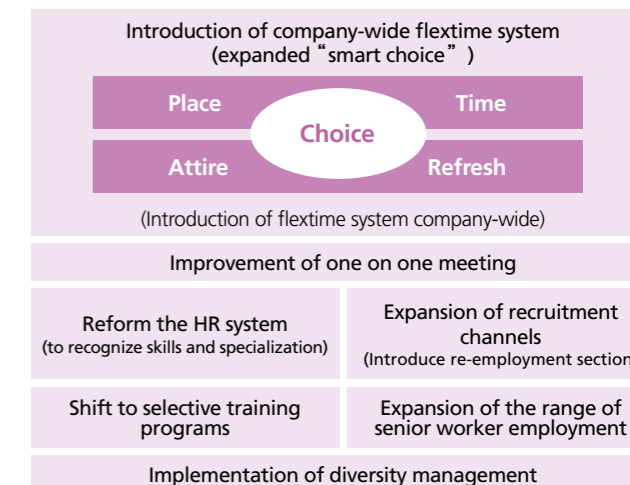 Introduction of company-wide flextime system
(expanded “smart choice” )
Place
Time
Choice
Attire
Refresh
(Introduction of flextime system company-wide)
Improvement of one on one meeting
Reform the HR system
(to recognize skills and specialization)
Expansion of recruitment
channels
(Introduce re-employment section
Shift to selective training
programs
Expansion of the range of
senior worker employment
Implementation of diversity management